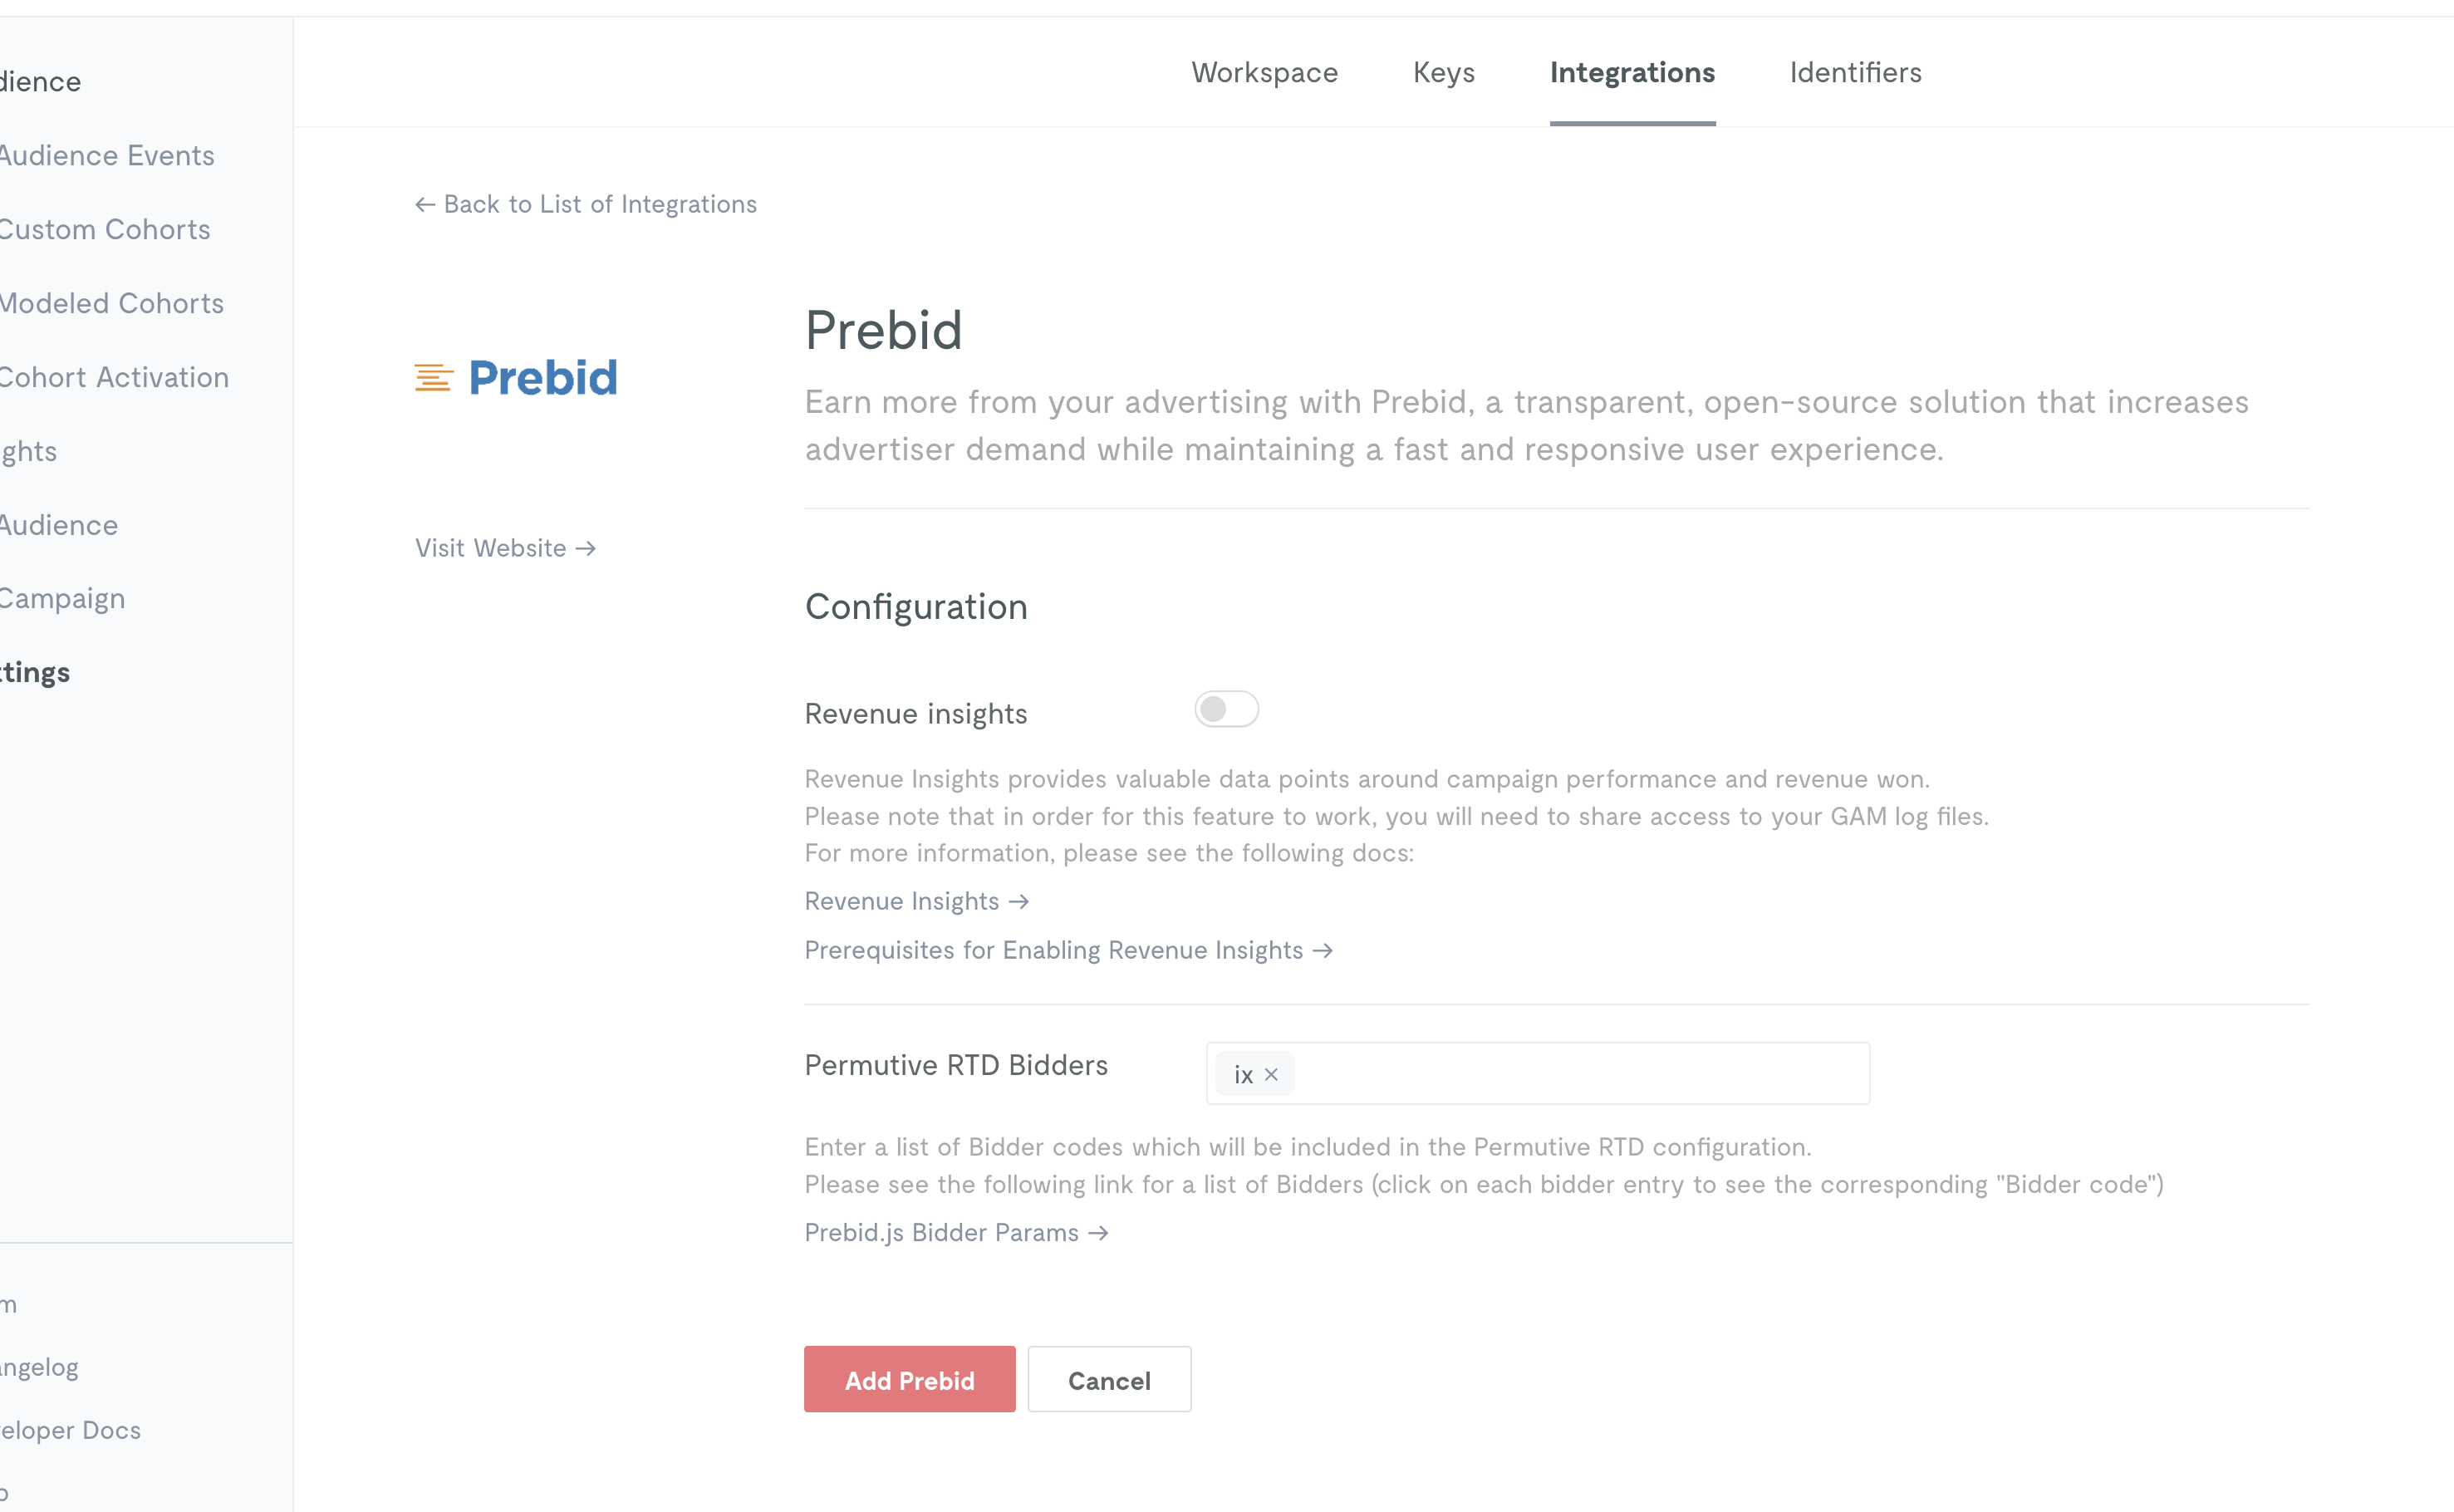 Workspace Keys Integrations Identifiers
dience
Audience Events
Custom Cohorts
Modeled Cohorts
Cohort Activation
ghts
Audience
Campaign
ttings
m
angelog
veloper Docs
← Back to List of Integrations
Prebid
Visit Website →
Prebid
Earn more from your advertising with Prebid, a transparent, open-source solution that increases
advertiser demand while maintaining a fast and responsive user experience.
Configuration
Revenue insights
Revenue Insights provides valuable data points around campaign performance and revenue won.
Please note that in order for this feature to work, you will need to share access to your GAM log files.
For more information, please see the following docs:
Revenue Insights →
Prerequisites for Enabling Revenue Insights →
Permutive RTD Bidders
ix ×
Enter a list of Bidder codes which will be included in the Permutive RTD configuration.
Please see the following link for a list of Bidders (click on each bidder entry to see the corresponding "Bidder code")
Prebid.js Bidder Params →
Add Prebid Cancel